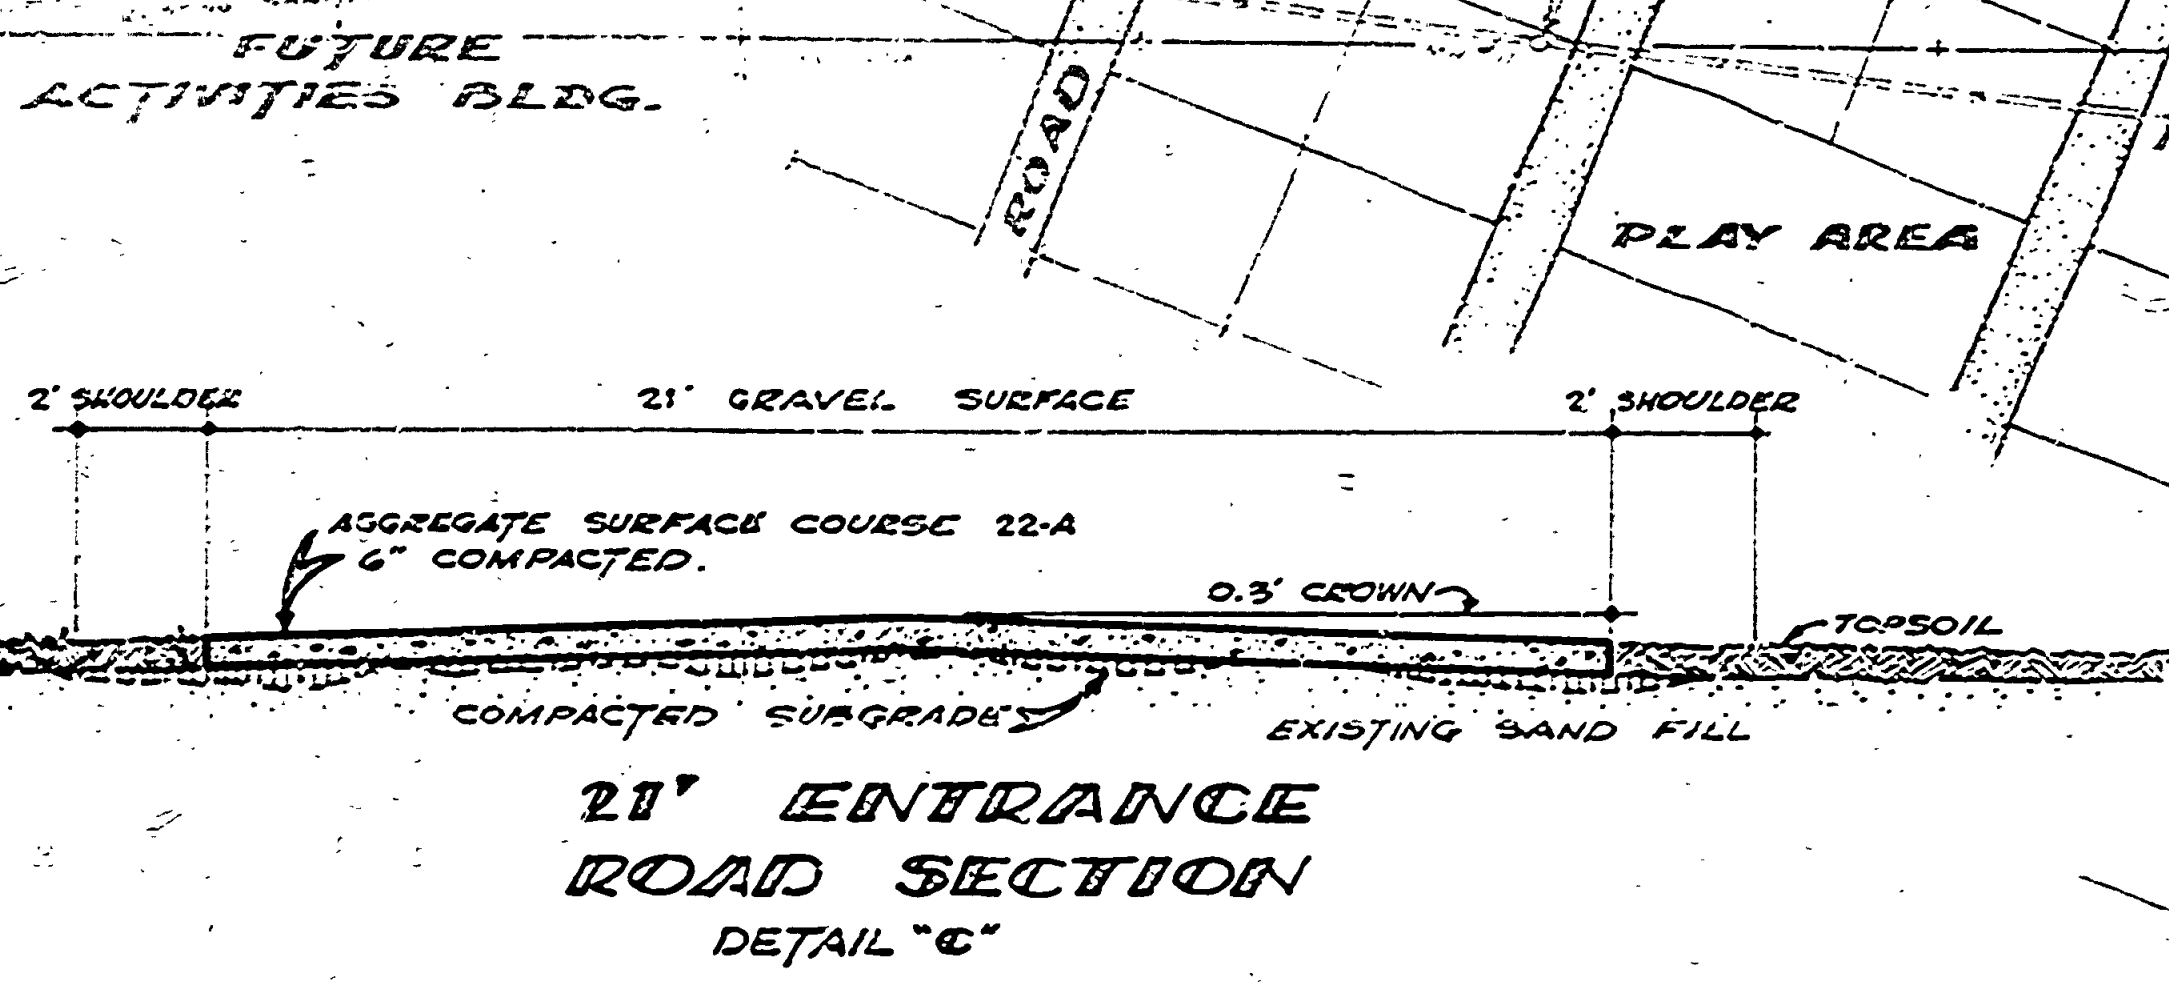 FUTURE
ACTIVITIES BLDG.
ROAD
PLAY AREA
2' SHOULDER
21' GRAVEL SURFACE
2' SHOULDER
AGGREGATE SURFACE COURSE 22-A
6" COMPACTED.
0.3' CROWN
TOPSOIL
COMPACTED SUBGRADE
EXISTING SAND FILL
21' ENTRANCE
ROAD SECTION
DETAIL "C"